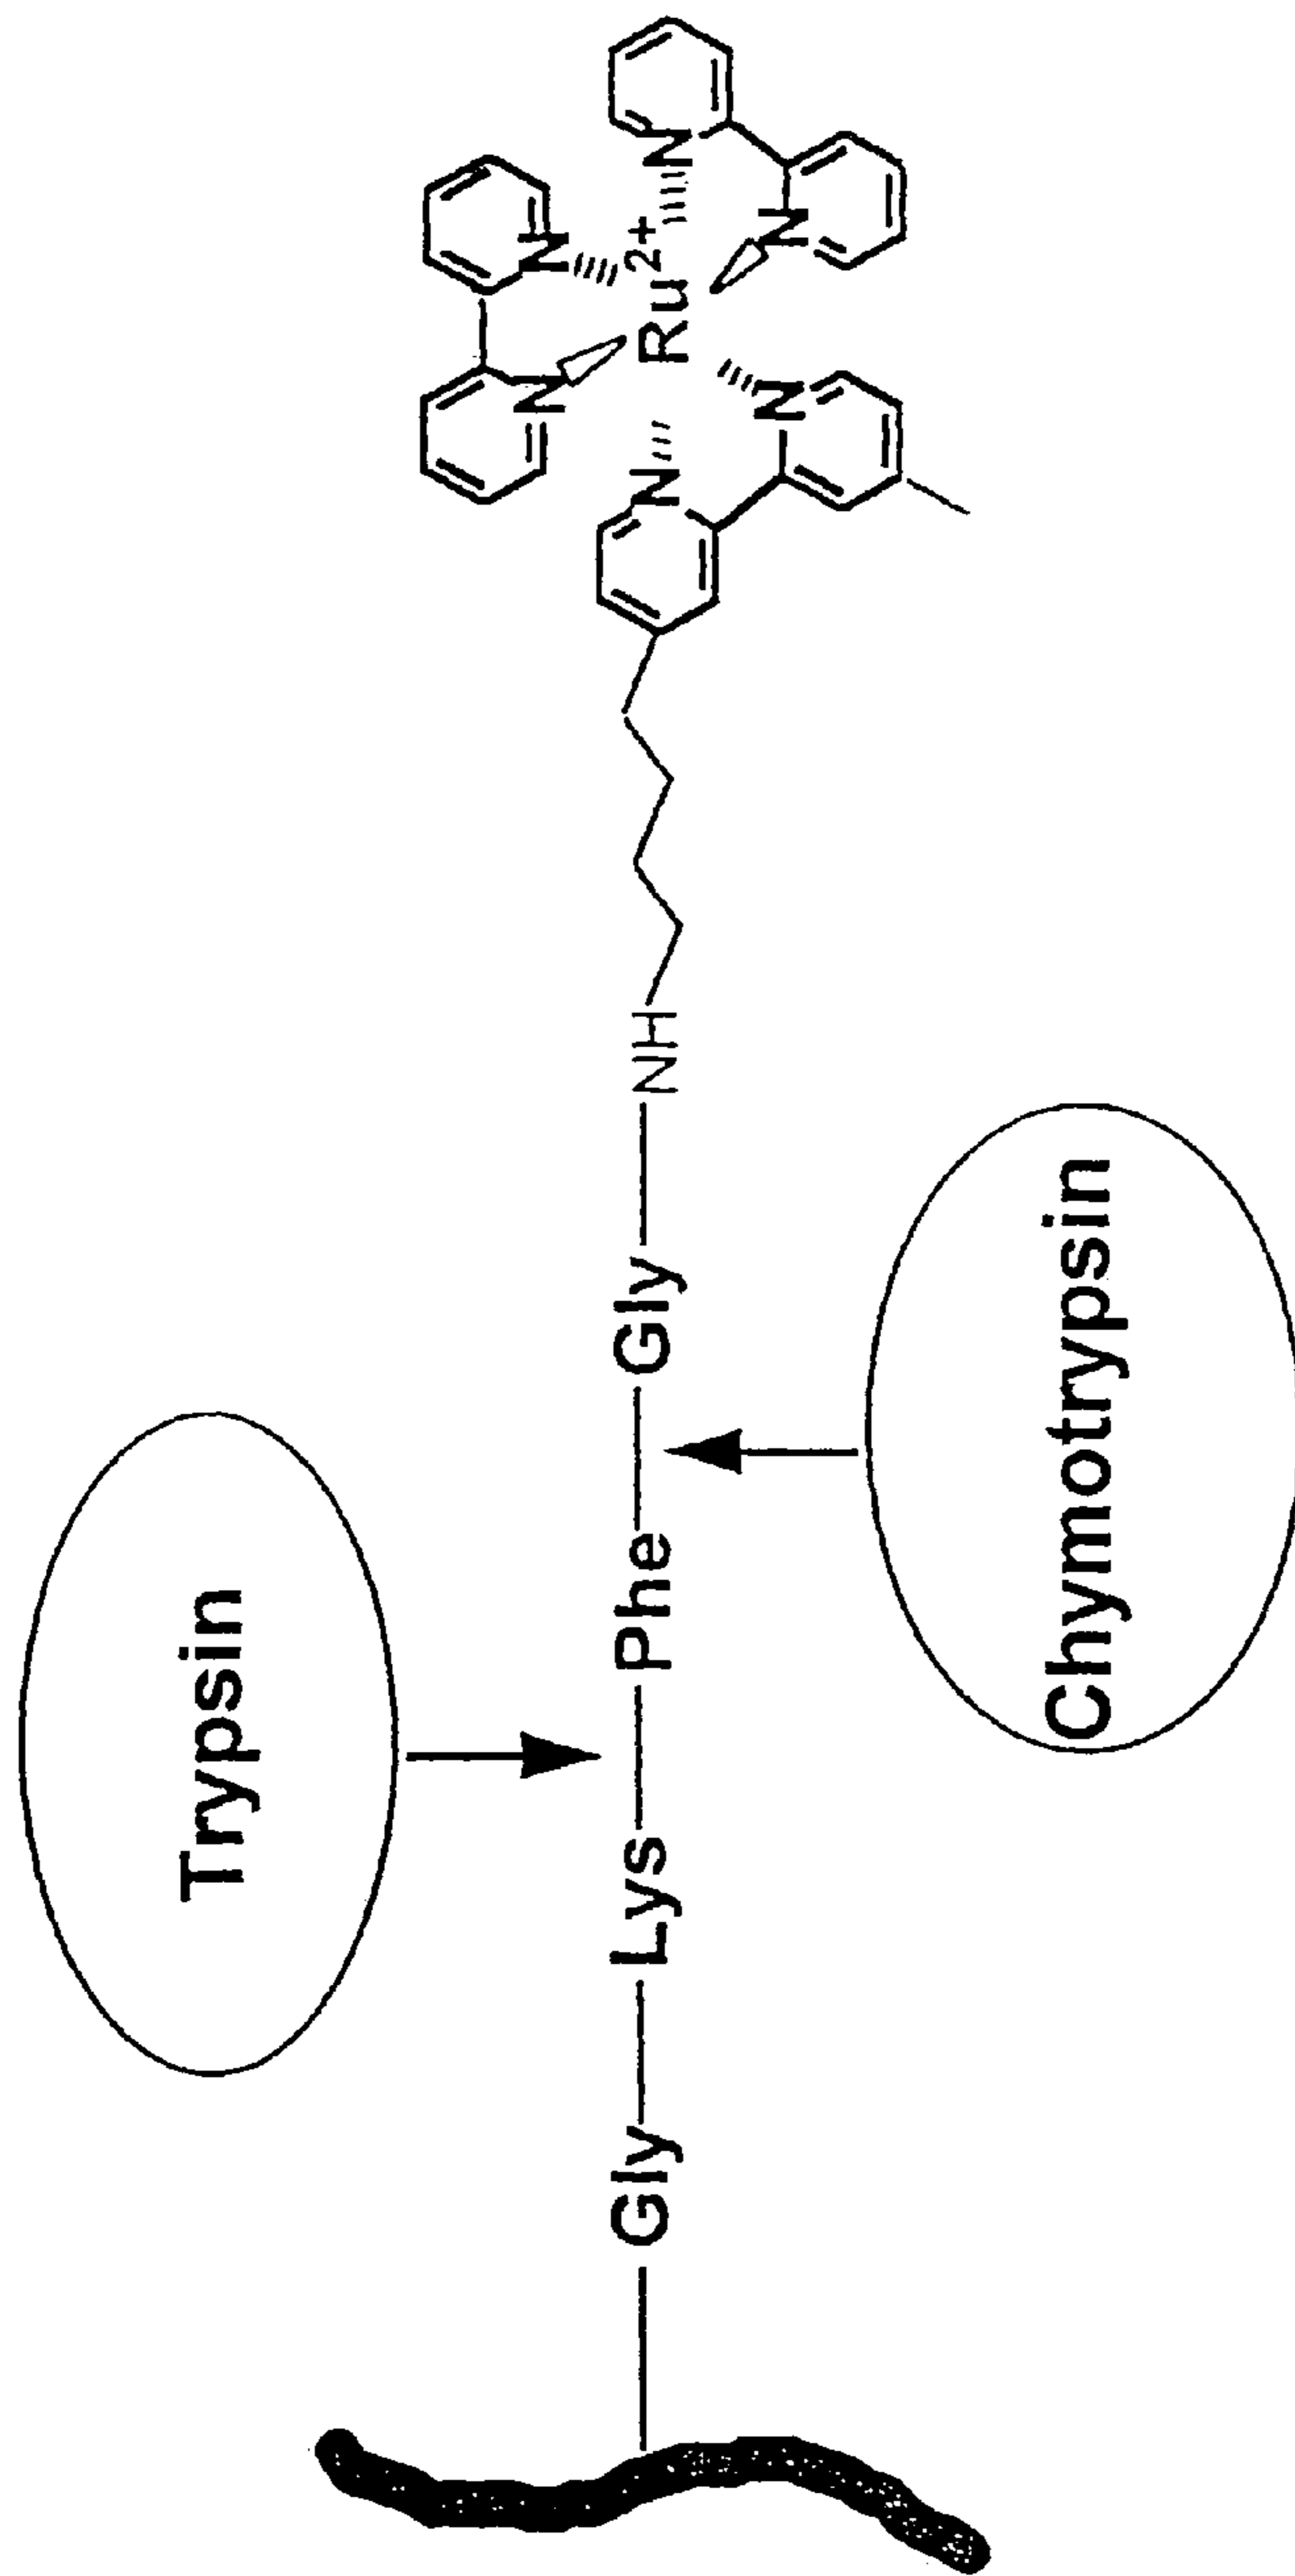 Trypsin
Gly Lys Phe Gly NH
Chymotrypsin
N N
N Ru2+ N
N N